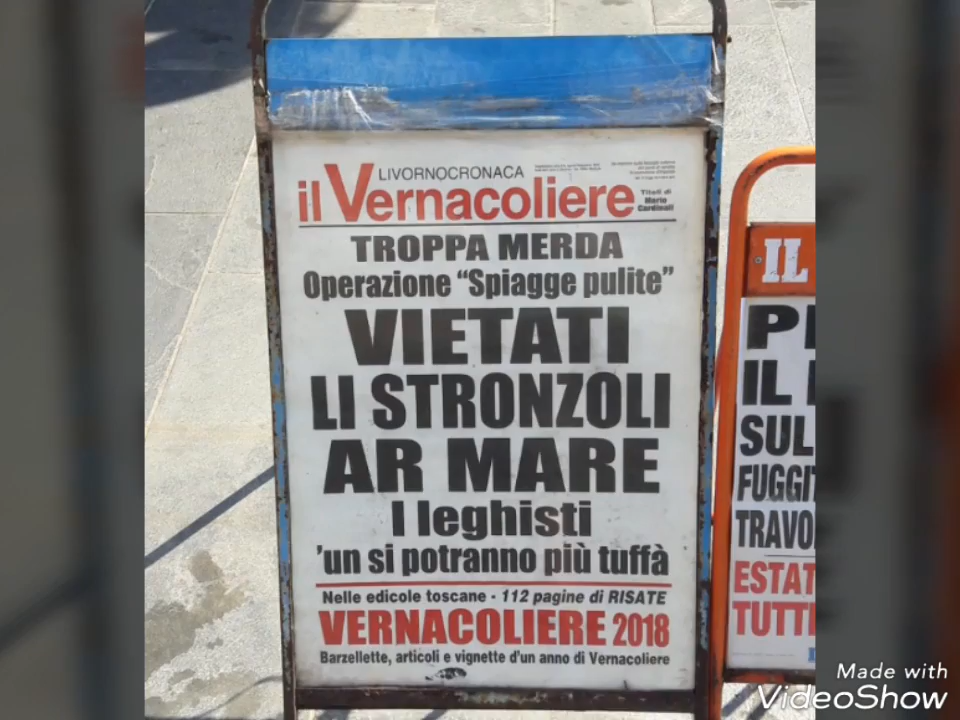 LIVORNOCRONACA
il Vernacoliere
Titoli di
Mario
Cardinali
TROPPA MERDA
Operazione “Spiagge pulite”
VIETATI
LI STRONZOLI
AR MARE
I leghisti
'un si potranno più tuffà
Nelle edicole toscane - 112 pagine di RISATE
VERNACOLIERE 2018
Barzellette, articoli e vignette d'un anno di Vernacoliere
IL
IL
SUL
FUGGIT
TRAVO
ESTAT
TUTTI
Made with
VideoShow